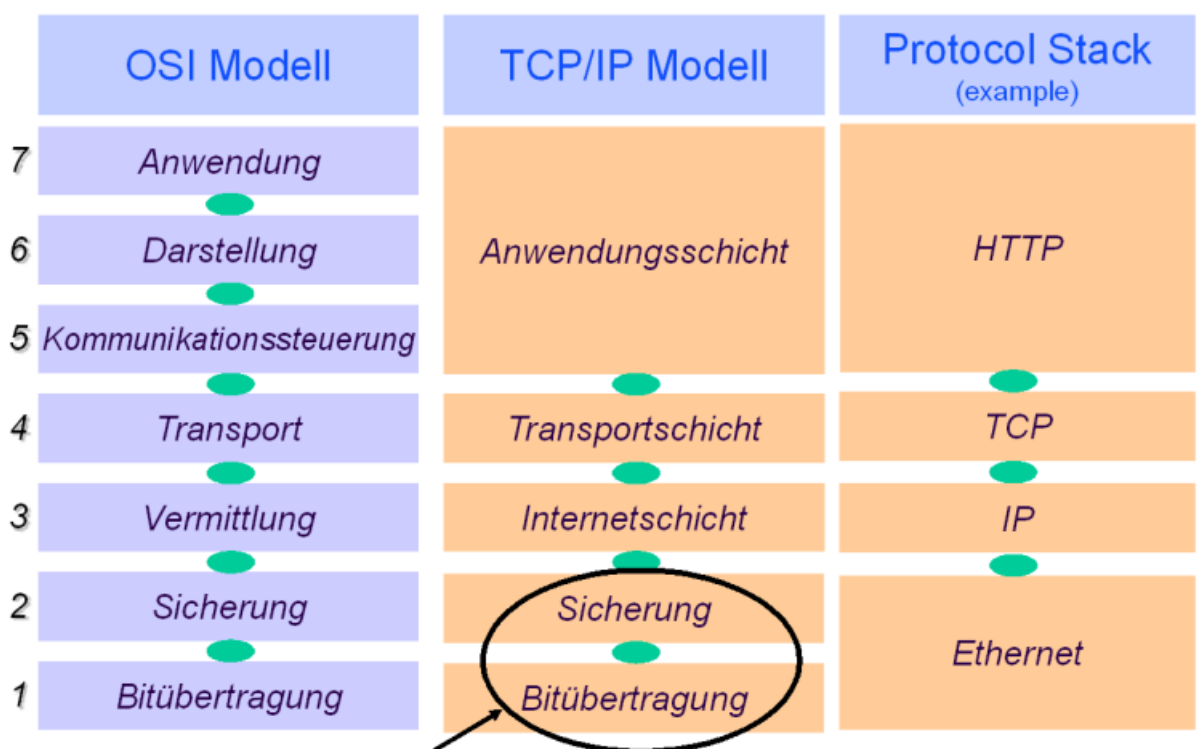 OSI Modell
TCP/IP Modell
Protocol Stack
(example)
7
Anwendung
6
Darstellung
Anwendungsschicht
HTTP
5
Kommunikationssteuerung
4
Transport
Transportschicht
TCP
3
Vermittlung
Internetschicht
IP
2
Sicherung
Sicherung
Ethernet
1
Bitübertragung
Bitübertragung